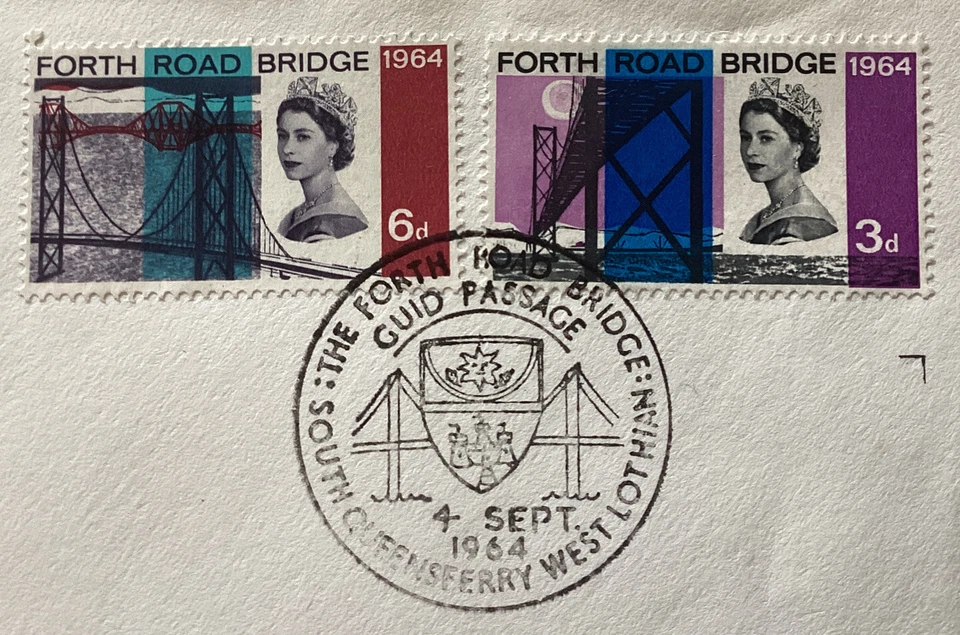 FORTH ROAD BRIDGE 1964
6d
FORTH ROAD BRIDGE 1964
3d
:THE FORTH ROAD BRIDGE:
GUID PASSAGE
4 SEPT.
1964
SOUTH QUEENSFERRY WEST LOTHIAN